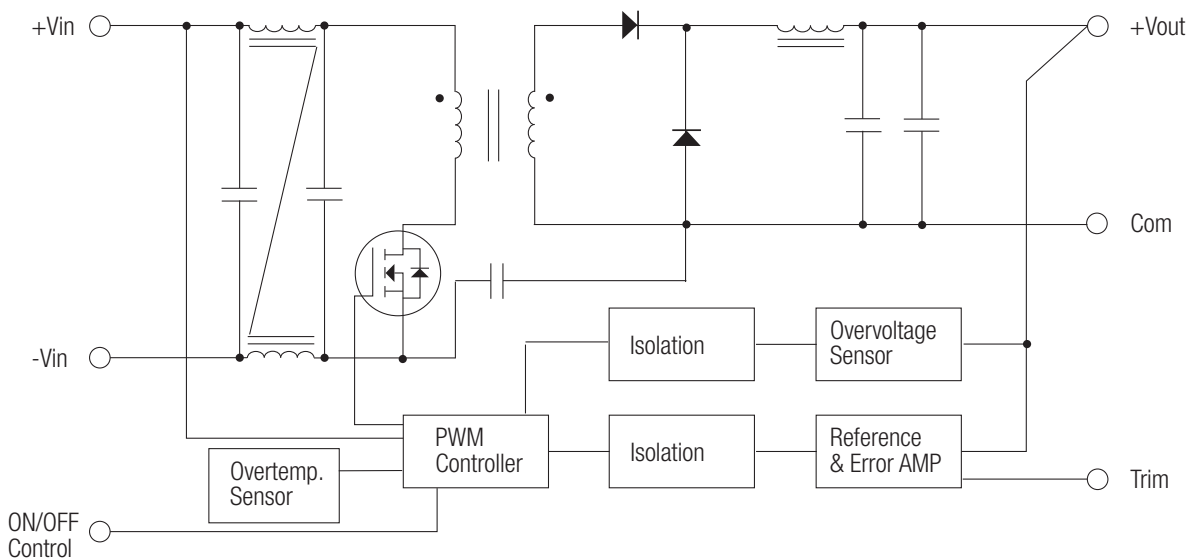 +Vin
+Vout
Com
-Vin
Isolation
Overvoltage
Sensor
PWM
Controller
Isolation
Reference
& Error AMP
Overtemp.
Sensor
Trim
ON/OFF
Control